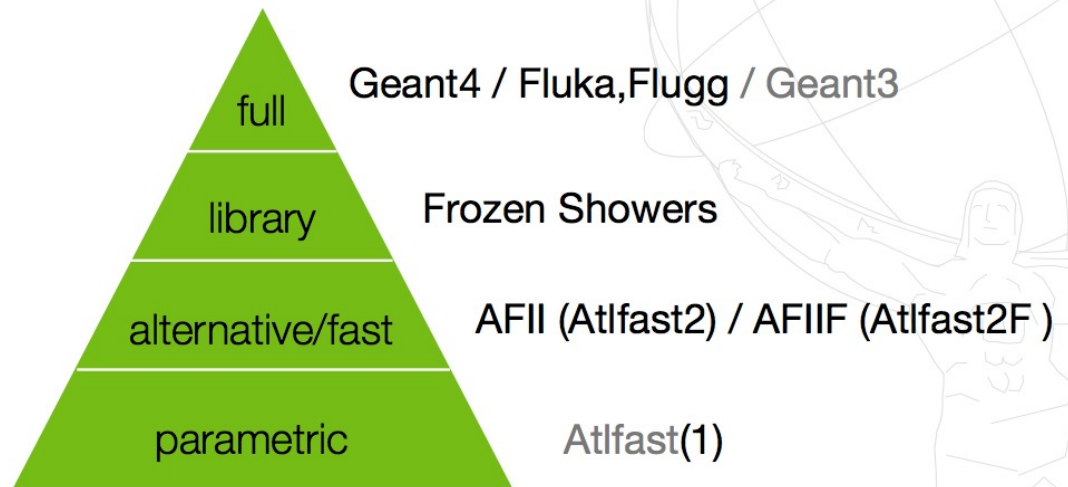 full
Geant4 / Fluka,Flugg / Geant3
library
Frozen Showers
alternative/fast
AFII (Atlfast2) / AFIIF (Atlfast2F )
parametric
Atlfast(1)